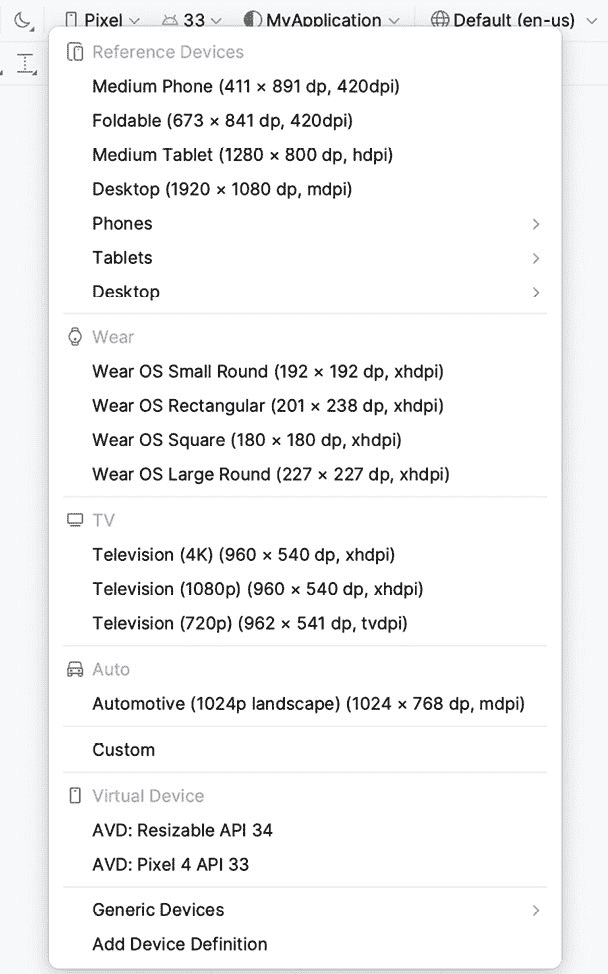 Pixel 33 MyApplication Default (en-us)
Reference Devices
Medium Phone (411 × 891 dp, 420dpi)
Foldable (673 × 841 dp, 420dpi)
Medium Tablet (1280 × 800 dp, hdpi)
Desktop (1920 × 1080 dp, mdpi)
Phones
Tablets
Desktop
Wear
Wear OS Small Round (192 × 192 dp, xhdpi)
Wear OS Rectangular (201 × 238 dp, xhdpi)
Wear OS Square (180 × 180 dp, xhdpi)
Wear OS Large Round (227 × 227 dp, xhdpi)
TV
Television (4K) (960 × 540 dp, xhdpi)
Television (1080p) (960 × 540 dp, xhdpi)
Television (720p) (962 × 541 dp, tvdpi)
Auto
Automotive (1024p landscape) (1024 × 768 dp, mdpi)
Custom
Virtual Device
AVD: Resizable API 34
AVD: Pixel 4 API 33
Generic Devices
Add Device Definition